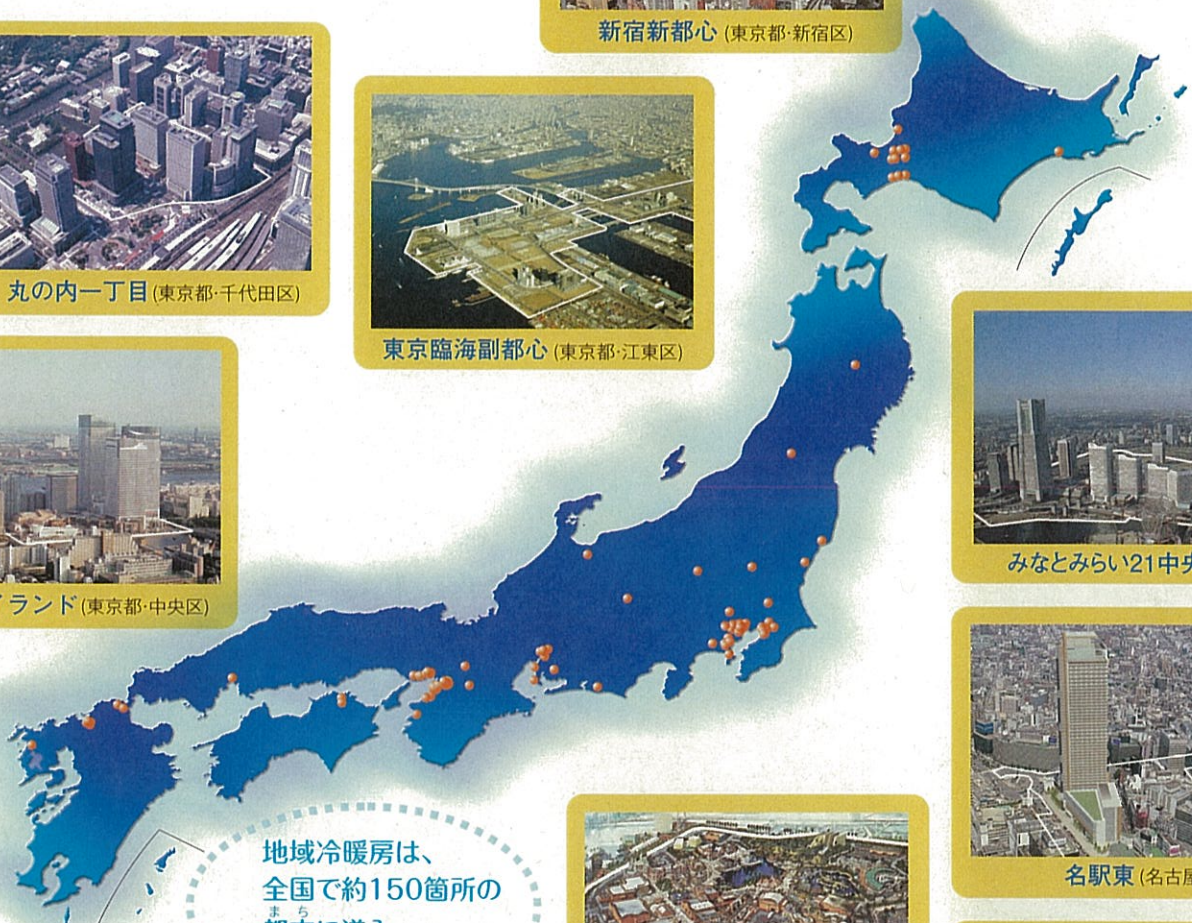 新宿新都心 (東京都·新宿区)
丸の内一丁目 (東京都·千代田区)
東京臨海副都心 (東京都·江東区)
みなとみらい21中央
ランド (東京都·中央区)
名駅東 (名古屋
地域冷暖房は、
全国で約150箇所の